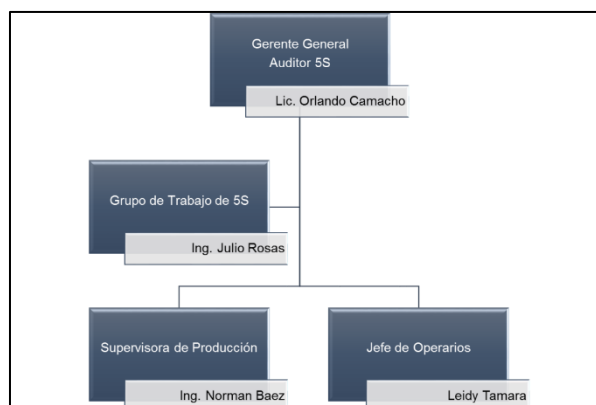 Gerente General
Auditor 5S
Lic. Orlando Camacho
Grupo de Trabajo de 5S
Ing. Julio Rosas
Supervisora de Producción
Ing. Norman Baez
Jefe de Operarios
Leidy Tamara